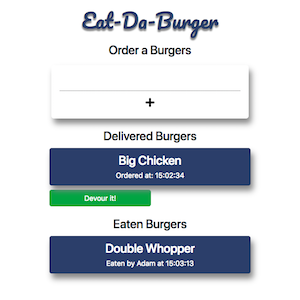 Eat-Da-Burger
Order a Burgers
+
Delivered Burgers
Big Chicken
Ordered at: 15:02:34
Devour it!
Eaten Burgers
Double Whopper
Eaten by Adam at 15:03:13